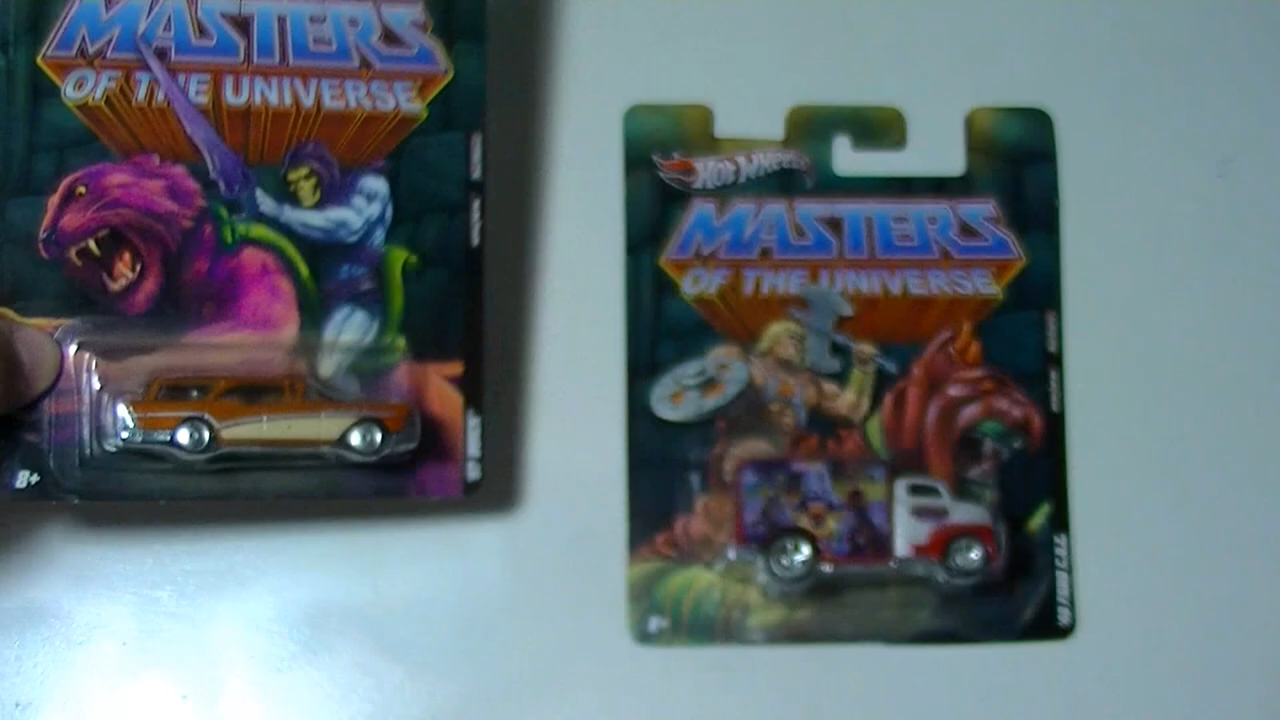 MASTERS
OF THE UNIVERSE
8+
HOT WHEELS
MASTERS
OF THE UNIVERSE